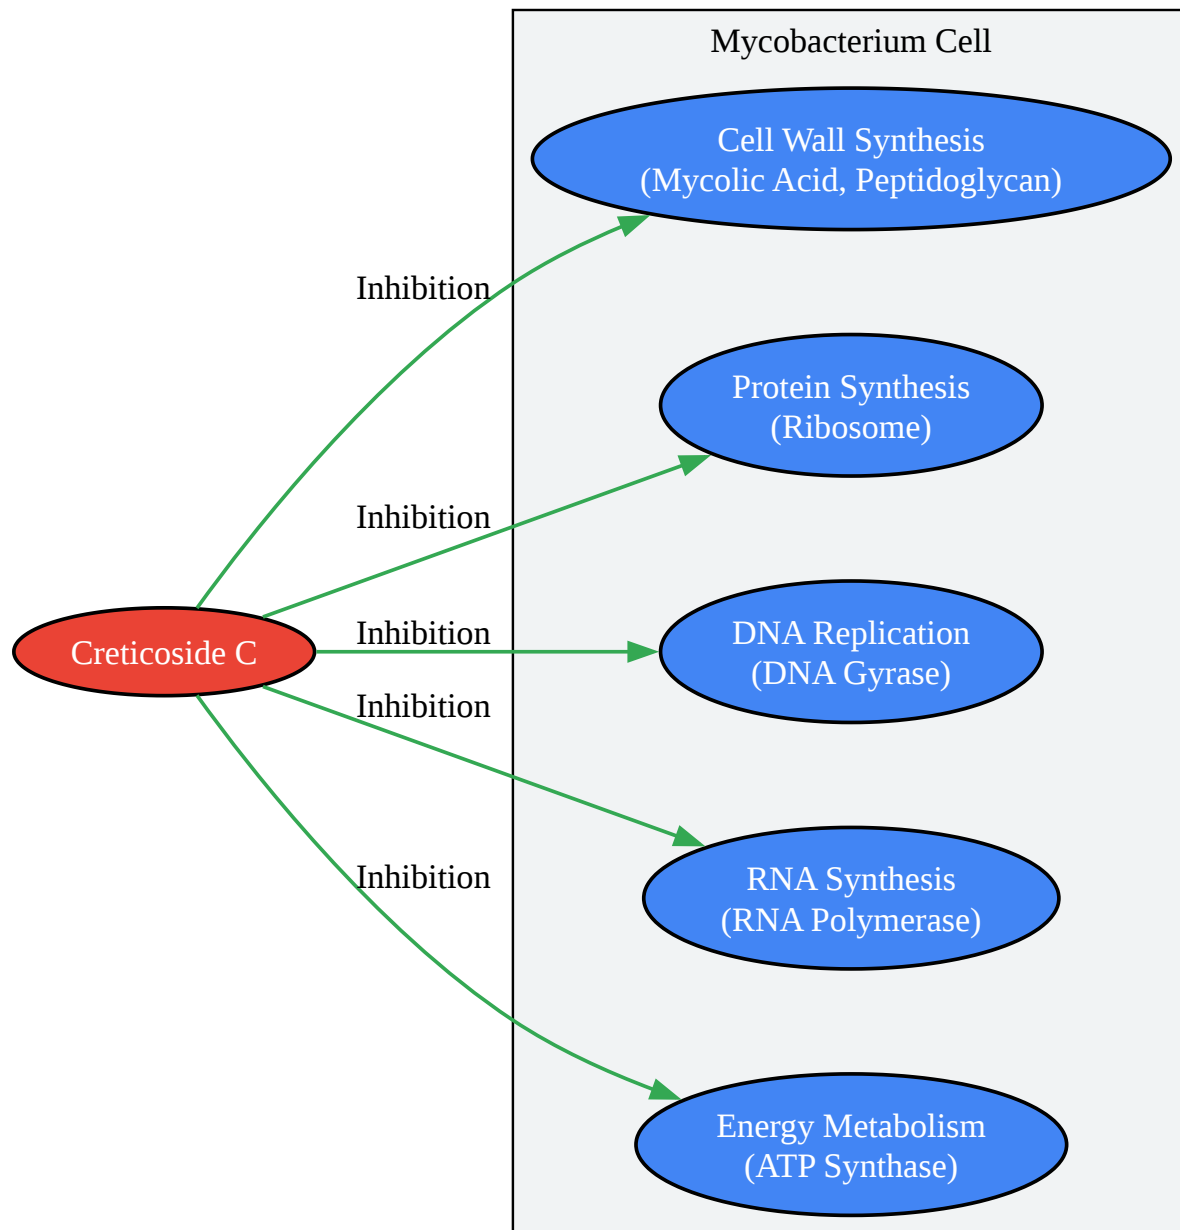 Mycobacterium Cell
Cell Wall Synthesis
(Mycolic Acid, Peptidoglycan)
Inhibition
Protein Synthesis
(Ribosome)
Inhibition
Creticoside C
Inhibition
DNA Replication
(DNA Gyrase)
Inhibition
RNA Synthesis
(RNA Polymerase)
Inhibition
Energy Metabolism
(ATP Synthase)